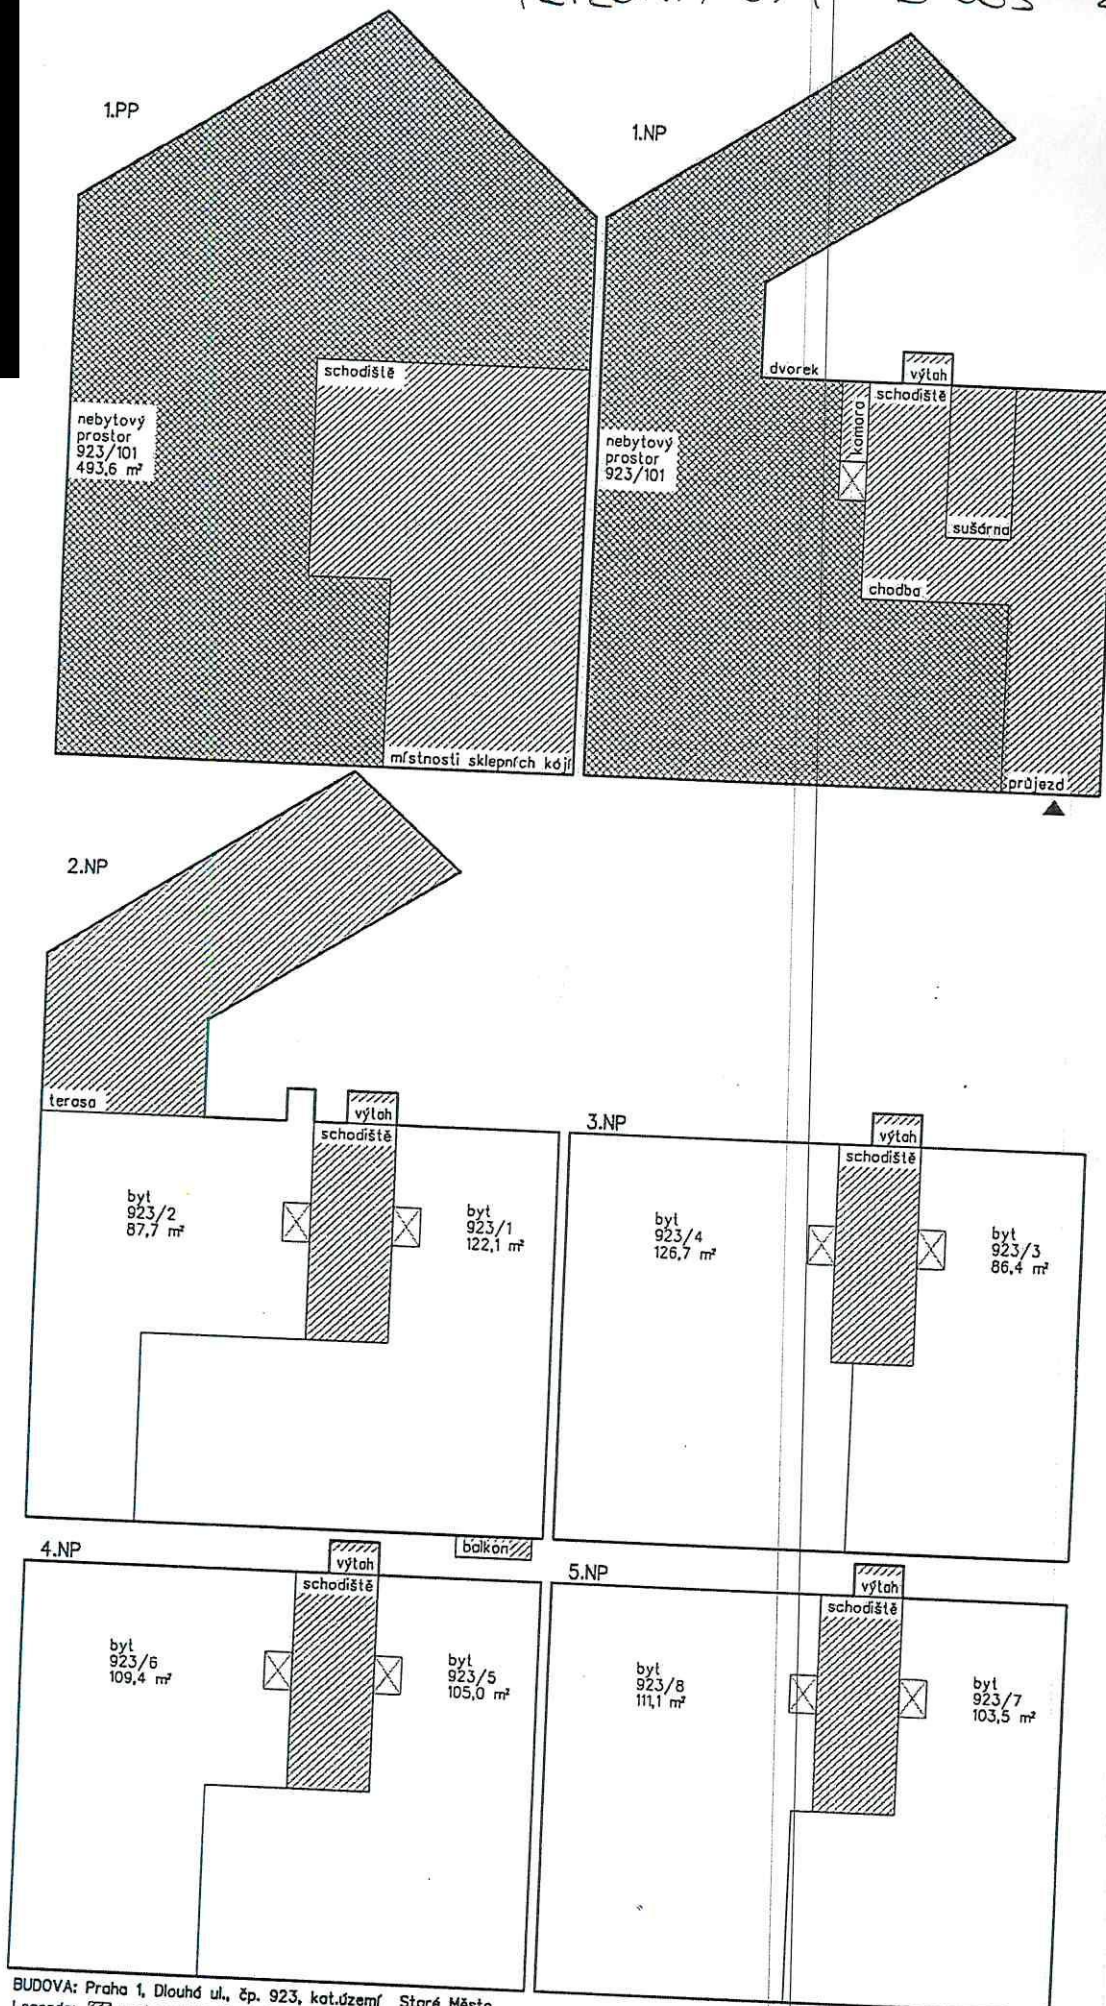 1.PP
1.NP
schodiště
nebytový
prostor
923/101
493,6 m²
místnosti sklepních kójí
dvorek
výtah
schodiště
komora
nebytový
prostor
923/101
sušárna
chodba
průjezd
2.NP
terasa
výtah
schodiště
byt
923/2
87,7 m²
byt
923/1
122,1 m²
3.NP
výtah
schodiště
byt
923/4
126,7 m²
byt
923/3
86,4 m²
balkón
4.NP
výtah
schodiště
byt
923/6
109,4 m²
byt
923/5
105,0 m²
5.NP
výtah
schodiště
byt
923/8
111,1 m²
byt
923/7
103,5 m²
BUDOVA: Praha 1, Dlouhá ul., čp. 923, kat.území Staré Město